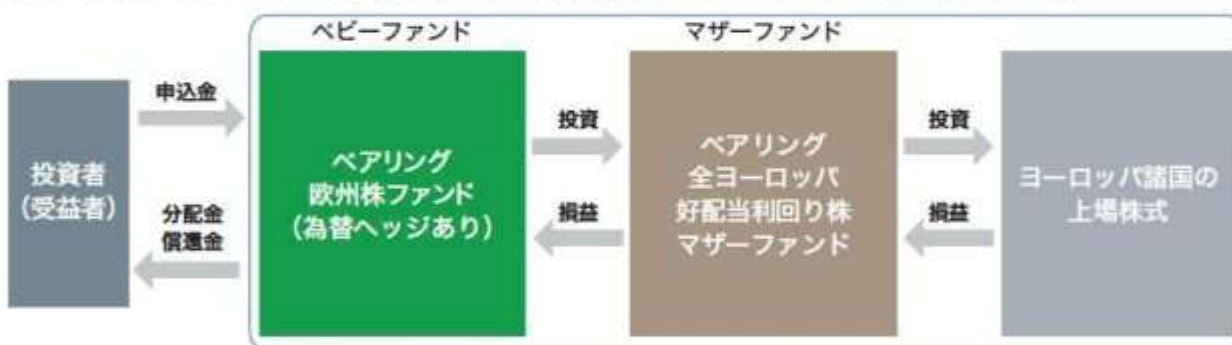 ベビーファンド
マザーファンド
投資者
(受益者)
申込金
分配金
償還金
ベアリング
欧州株ファンド
(為替ヘッジあり)
投資
損益
ベアリング
全ヨーロッパ
好配当利回り株
マザーファンド
投資
損益
ヨーロッパ諸国の
上場株式